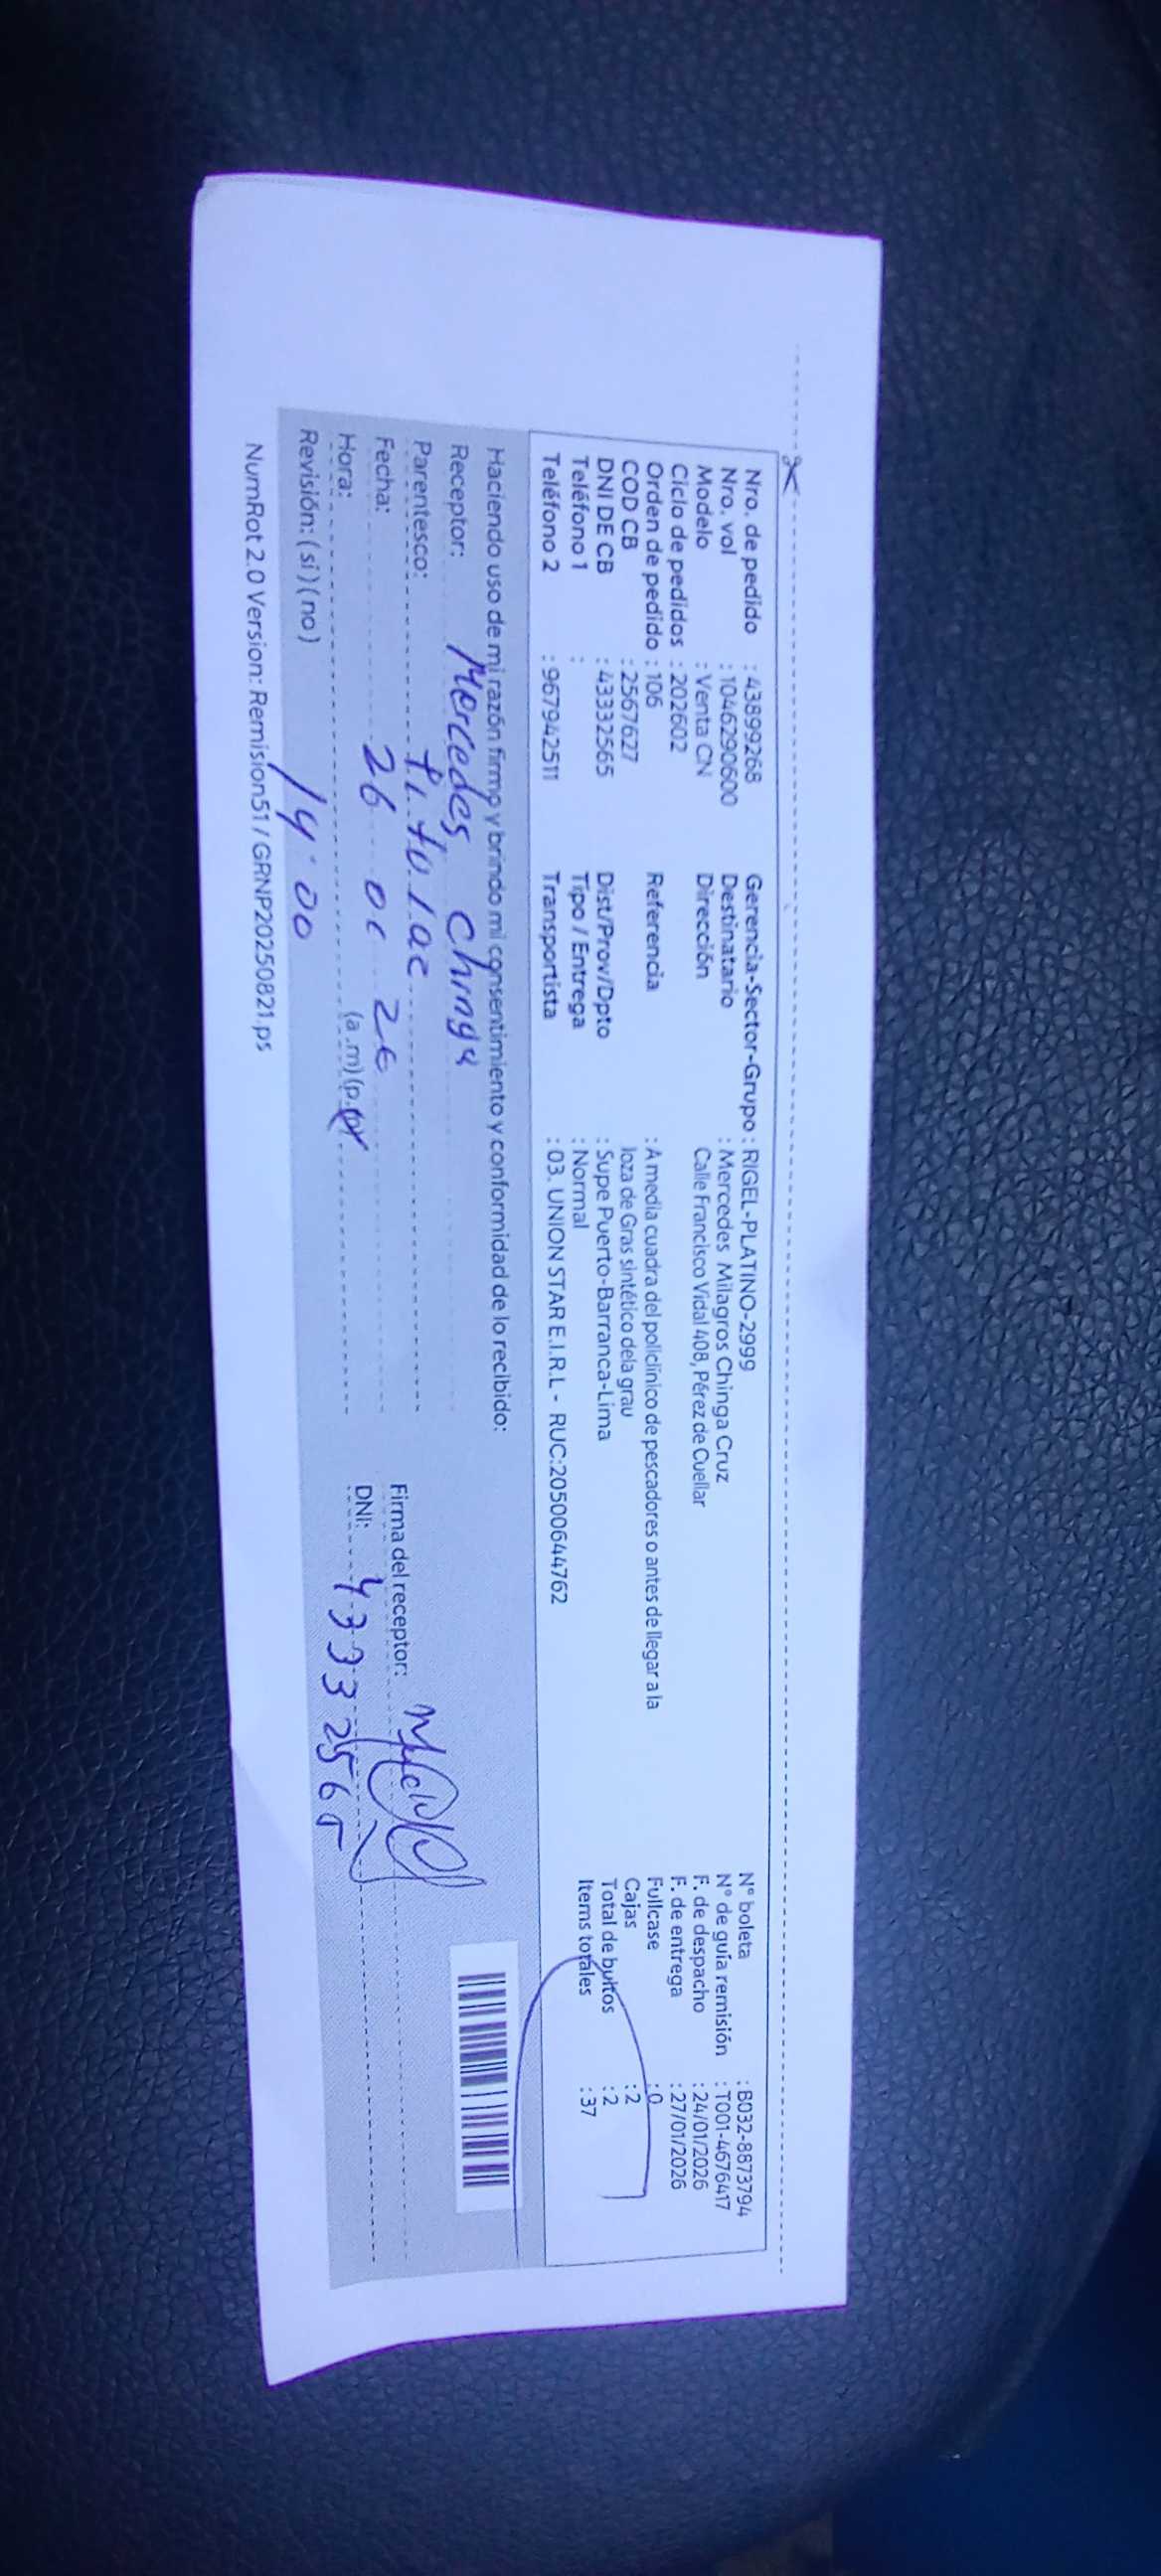 Nro. de pedido : 43899268
Nro. vol : 1046290600
Modelo : Venta CN
Ciclo de pedidos : 202602
Orden de pedido : 106
COD CB : 2567627
DNI DE CB : 43332565
Teléfono 1 :
Teléfono 2 : 967942511
Gerencia-Sector-Grupo : RIGEL-PLATINO-2999
Destinatario : Mercedes Milagros Chinga Cruz
Dirección Calle Francisco Vidal 408, Pérez de Cuellar
Referencia : A media cuadra del policlínico de pescadores o antes de llegar a la
loza de Gras sintético dela grau
Dist/Prov/Dpto : Supe Puerto-Barranca-Lima
Tipo / Entrega : Normal
Transportista : 03. UNION STAR E.I.R.L - RUC:20500644762
N° boleta : B032-8873794
N° de guía remisión : T001-4676417
F. de despacho : 24/01/2026
F. de entrega : 27/01/2026
Fullcase : 0
Cajas : 2
Total de bultos : 2
Items totales : 37
Haciendo uso de mi razón firmo y brindo mi consentimiento y conformidad de lo recibido:
Receptor: Mercedes Chinga
Parentesco:
Fecha: 26
Hora: (a.m)(p.m)
Revisión: (si)(no) 14:00
Firma del receptor:
DNI: 43332565
NumRot 2.0 Version: Remision51 / GRNP20250821.ps